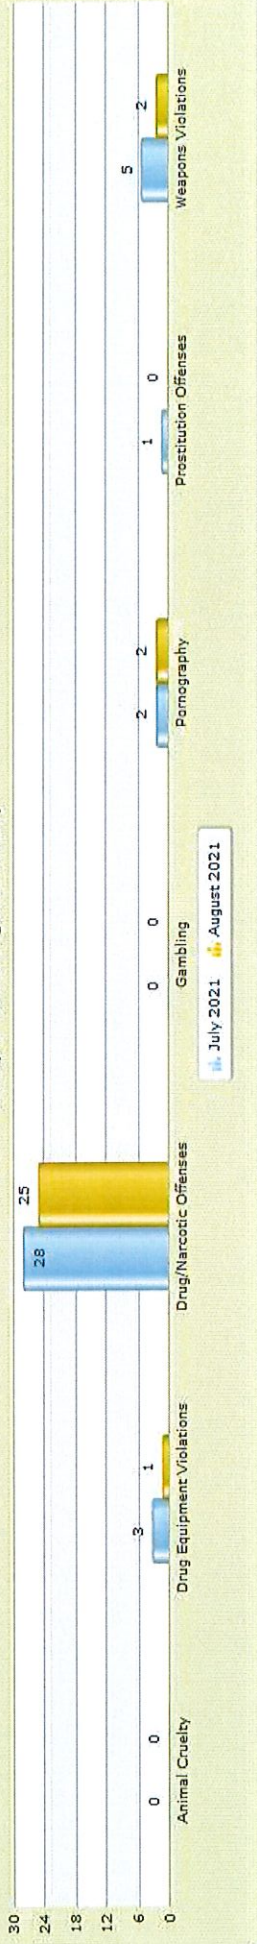 30
24
18
12
6
0
0 0
3 1
28 25
0 0
2 2
1 0
5 2
Animal Cruelty
Drug Equipment Violations
Drug/Narcotic Offenses
Gambling
Pornography
Prostitution Offenses
Weapons Violations
July 2021 August 2021